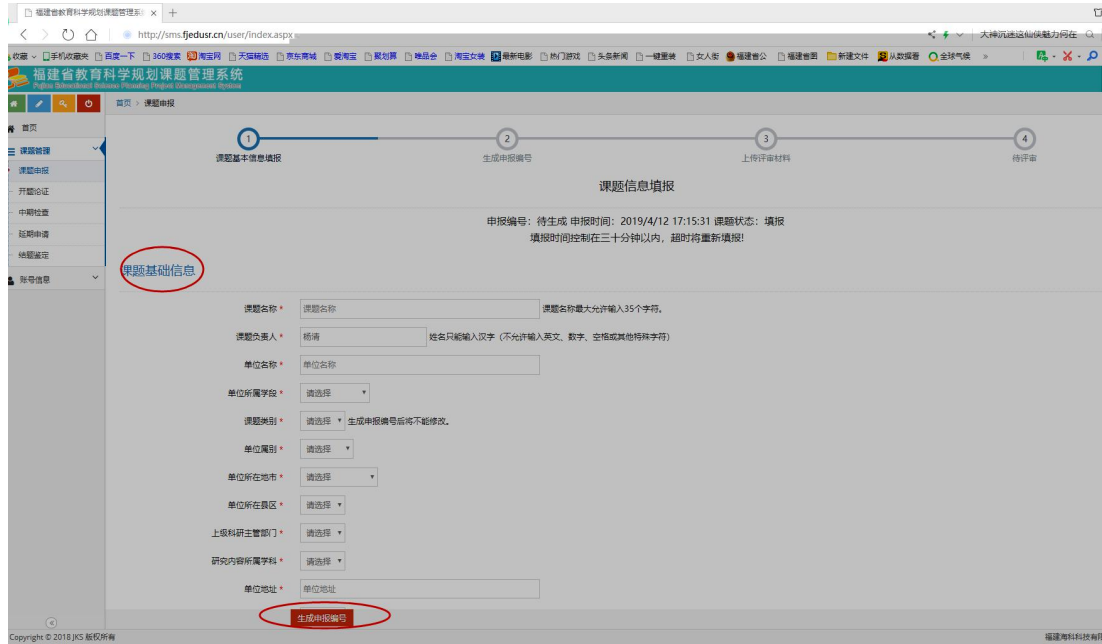 福建省教育科学规划课题管理系 × +
http://sms.fjedusr.cn/user/index.aspx 大神沉迷这仙侠魅力何在
收藏 手机收藏夹 百度一下 360搜索 淘宝网 天猫精选 京东商城 爱淘宝 聚划算 唯品会 淘宝女装 最新电影 热门游戏 头条新闻 一键重装 女人街 福建省公 福建省图 新建文件 从数据看 全球气候 »
福建省教育科学规划课题管理系统
Fujian Educational Science Planning Project Management System
首页 > 课题申报
首页
课题管理
课题申报
开题论证
中期检查
延期申请
结题鉴定
账号信息
1 2 3 4
课题基本信息填报 生成申报编号 上传评审材料 待评审
课题信息填报
申报编号：待生成 申报时间：2019/4/12 17:15:31 课题状态：填报
填报时间控制在三十分钟以内，超时将重新填报!
课题基础信息
课题名称 * 课题名称 课题名称最大允许输入35个字符。
课题负责人 * 杨清 姓名只能输入汉字（不允许输入英文、数字、空格或其他特殊字符）
单位名称 * 单位名称
单位所属学段 * 请选择
课题类别 * 请选择 生成申报编号后将不能修改。
单位属别 * 请选择
单位所在地市 * 请选择
单位所在县区 * 请选择
上级科研主管部门 * 请选择
研究内容所属学科 * 请选择
单位地址 * 单位地址
生成申报编号
Copyright © 2018 JKS 版权所有 福建海科科技有限